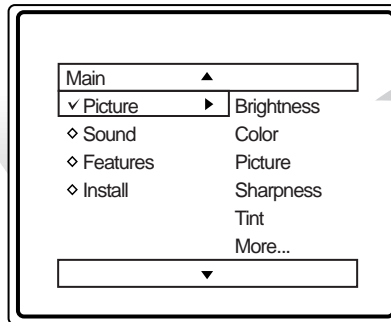 Main
Picture Brightness
Sound Color
Features Picture
Install Sharpness
Tint
More...